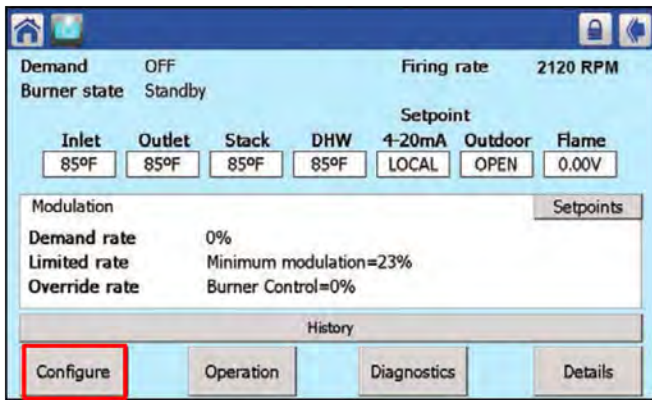 Demand OFF Firing rate 2120 RPM
Burner state Standby
Setpoint
Inlet Outlet Stack DHW 4-20mA Outdoor Flame
85ºF 85ºF 85ºF 85ºF LOCAL OPEN 0.00V
Modulation Setpoints
Demand rate 0%
Limited rate Minimum modulation=23%
Override rate Burner Control=0%
History
Configure Operation Diagnostics Details